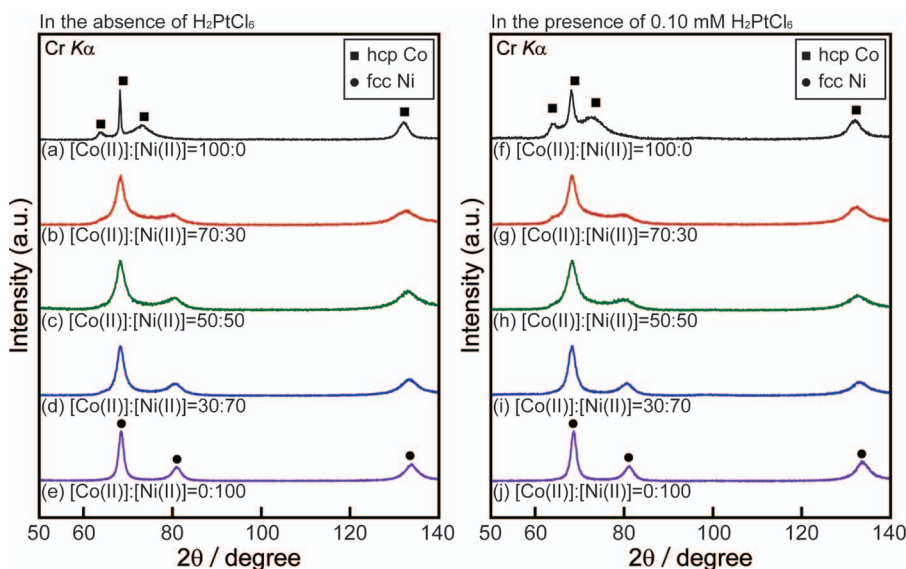 In the absence of H₂PtCl₆
Cr Kα
■ hcp Co
● fcc Ni
(a) [Co(II)]:[Ni(II)]=100:0
(b) [Co(II)]:[Ni(II)]=70:30
(c) [Co(II)]:[Ni(II)]=50:50
(d) [Co(II)]:[Ni(II)]=30:70
(e) [Co(II)]:[Ni(II)]=0:100
Intensity (a.u.)
50 60 80 100 120 140
2θ / degree
In the presence of 0.10 mM H₂PtCl₆
Cr Kα
■ hcp Co
● fcc Ni
(f) [Co(II)]:[Ni(II)]=100:0
(g) [Co(II)]:[Ni(II)]=70:30
(h) [Co(II)]:[Ni(II)]=50:50
(i) [Co(II)]:[Ni(II)]=30:70
(j) [Co(II)]:[Ni(II)]=0:100
Intensity (a.u.)
50 60 80 100 120 140
2θ / degree